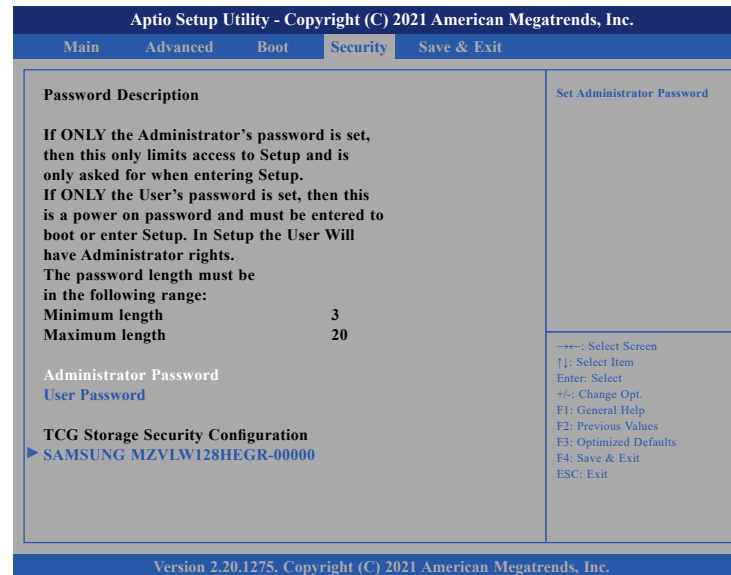 Aptio Setup Utility - Copyright (C) 2021 American Megatrends, Inc.
Main Advanced Boot Security Save & Exit
Password Description
If ONLY the Administrator’s password is set,
then this only limits access to Setup and is
only asked for when entering Setup.
If ONLY the User’s password is set, then this
is a power on password and must be entered to
boot or enter Setup. In Setup the User Will
have Administrator rights.
The password length must be
in the following range:
Minimum length 3
Maximum length 20
Administrator Password
User Password
TCG Storage Security Configuration
▶ SAMSUNG MZVLW128HEGR-00000
Set Administrator Password
→←: Select Screen
↑↓: Select Item
Enter: Select
+/-: Change Opt.
F1: General Help
F2: Previous Values
F3: Optimized Defaults
F4: Save & Exit
ESC: Exit
Version 2.20.1275. Copyright (C) 2021 American Megatrends, Inc.